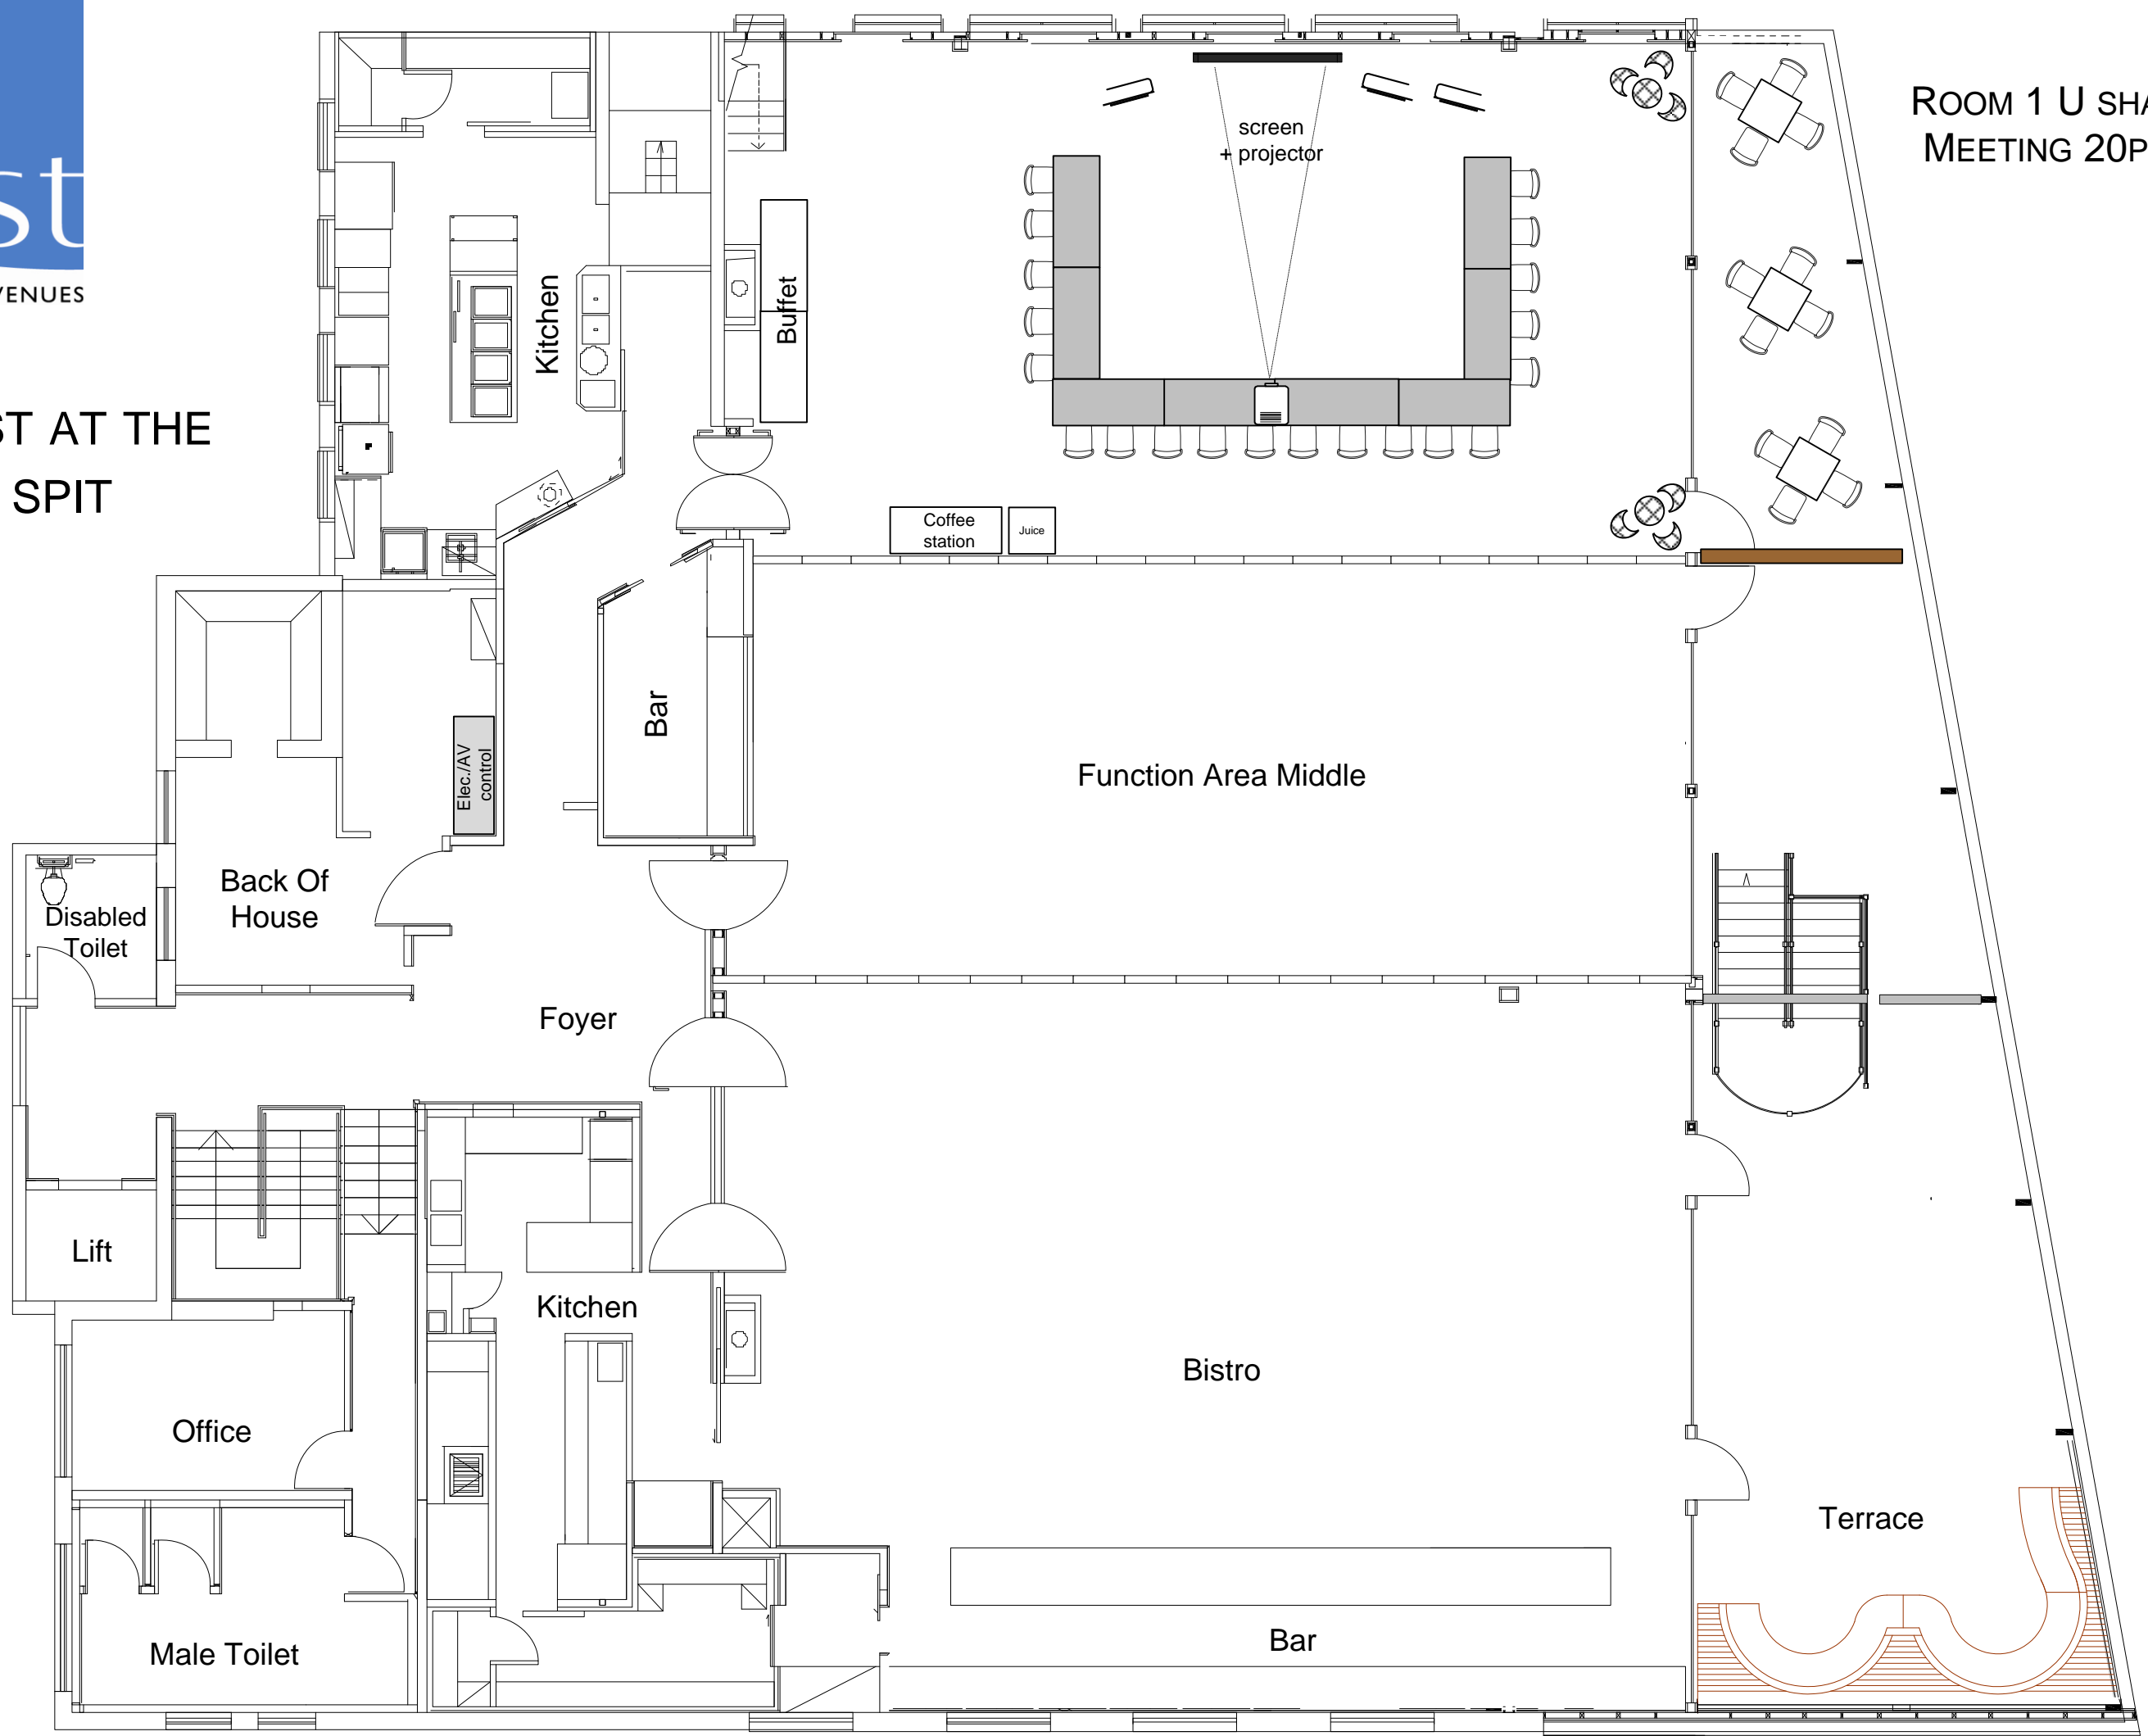 st
VENUES
ST AT THE
SPIT
ROOM 1 U SHA
MEETING 20P
screen
+ projector
Buffet
Kitchen
Coffee
station
Juice
Bar
Elec./AV
control
Function Area Middle
Back Of
House
Disabled
Toilet
Foyer
Lift
Kitchen
Bistro
Office
Terrace
Male Toilet
Bar